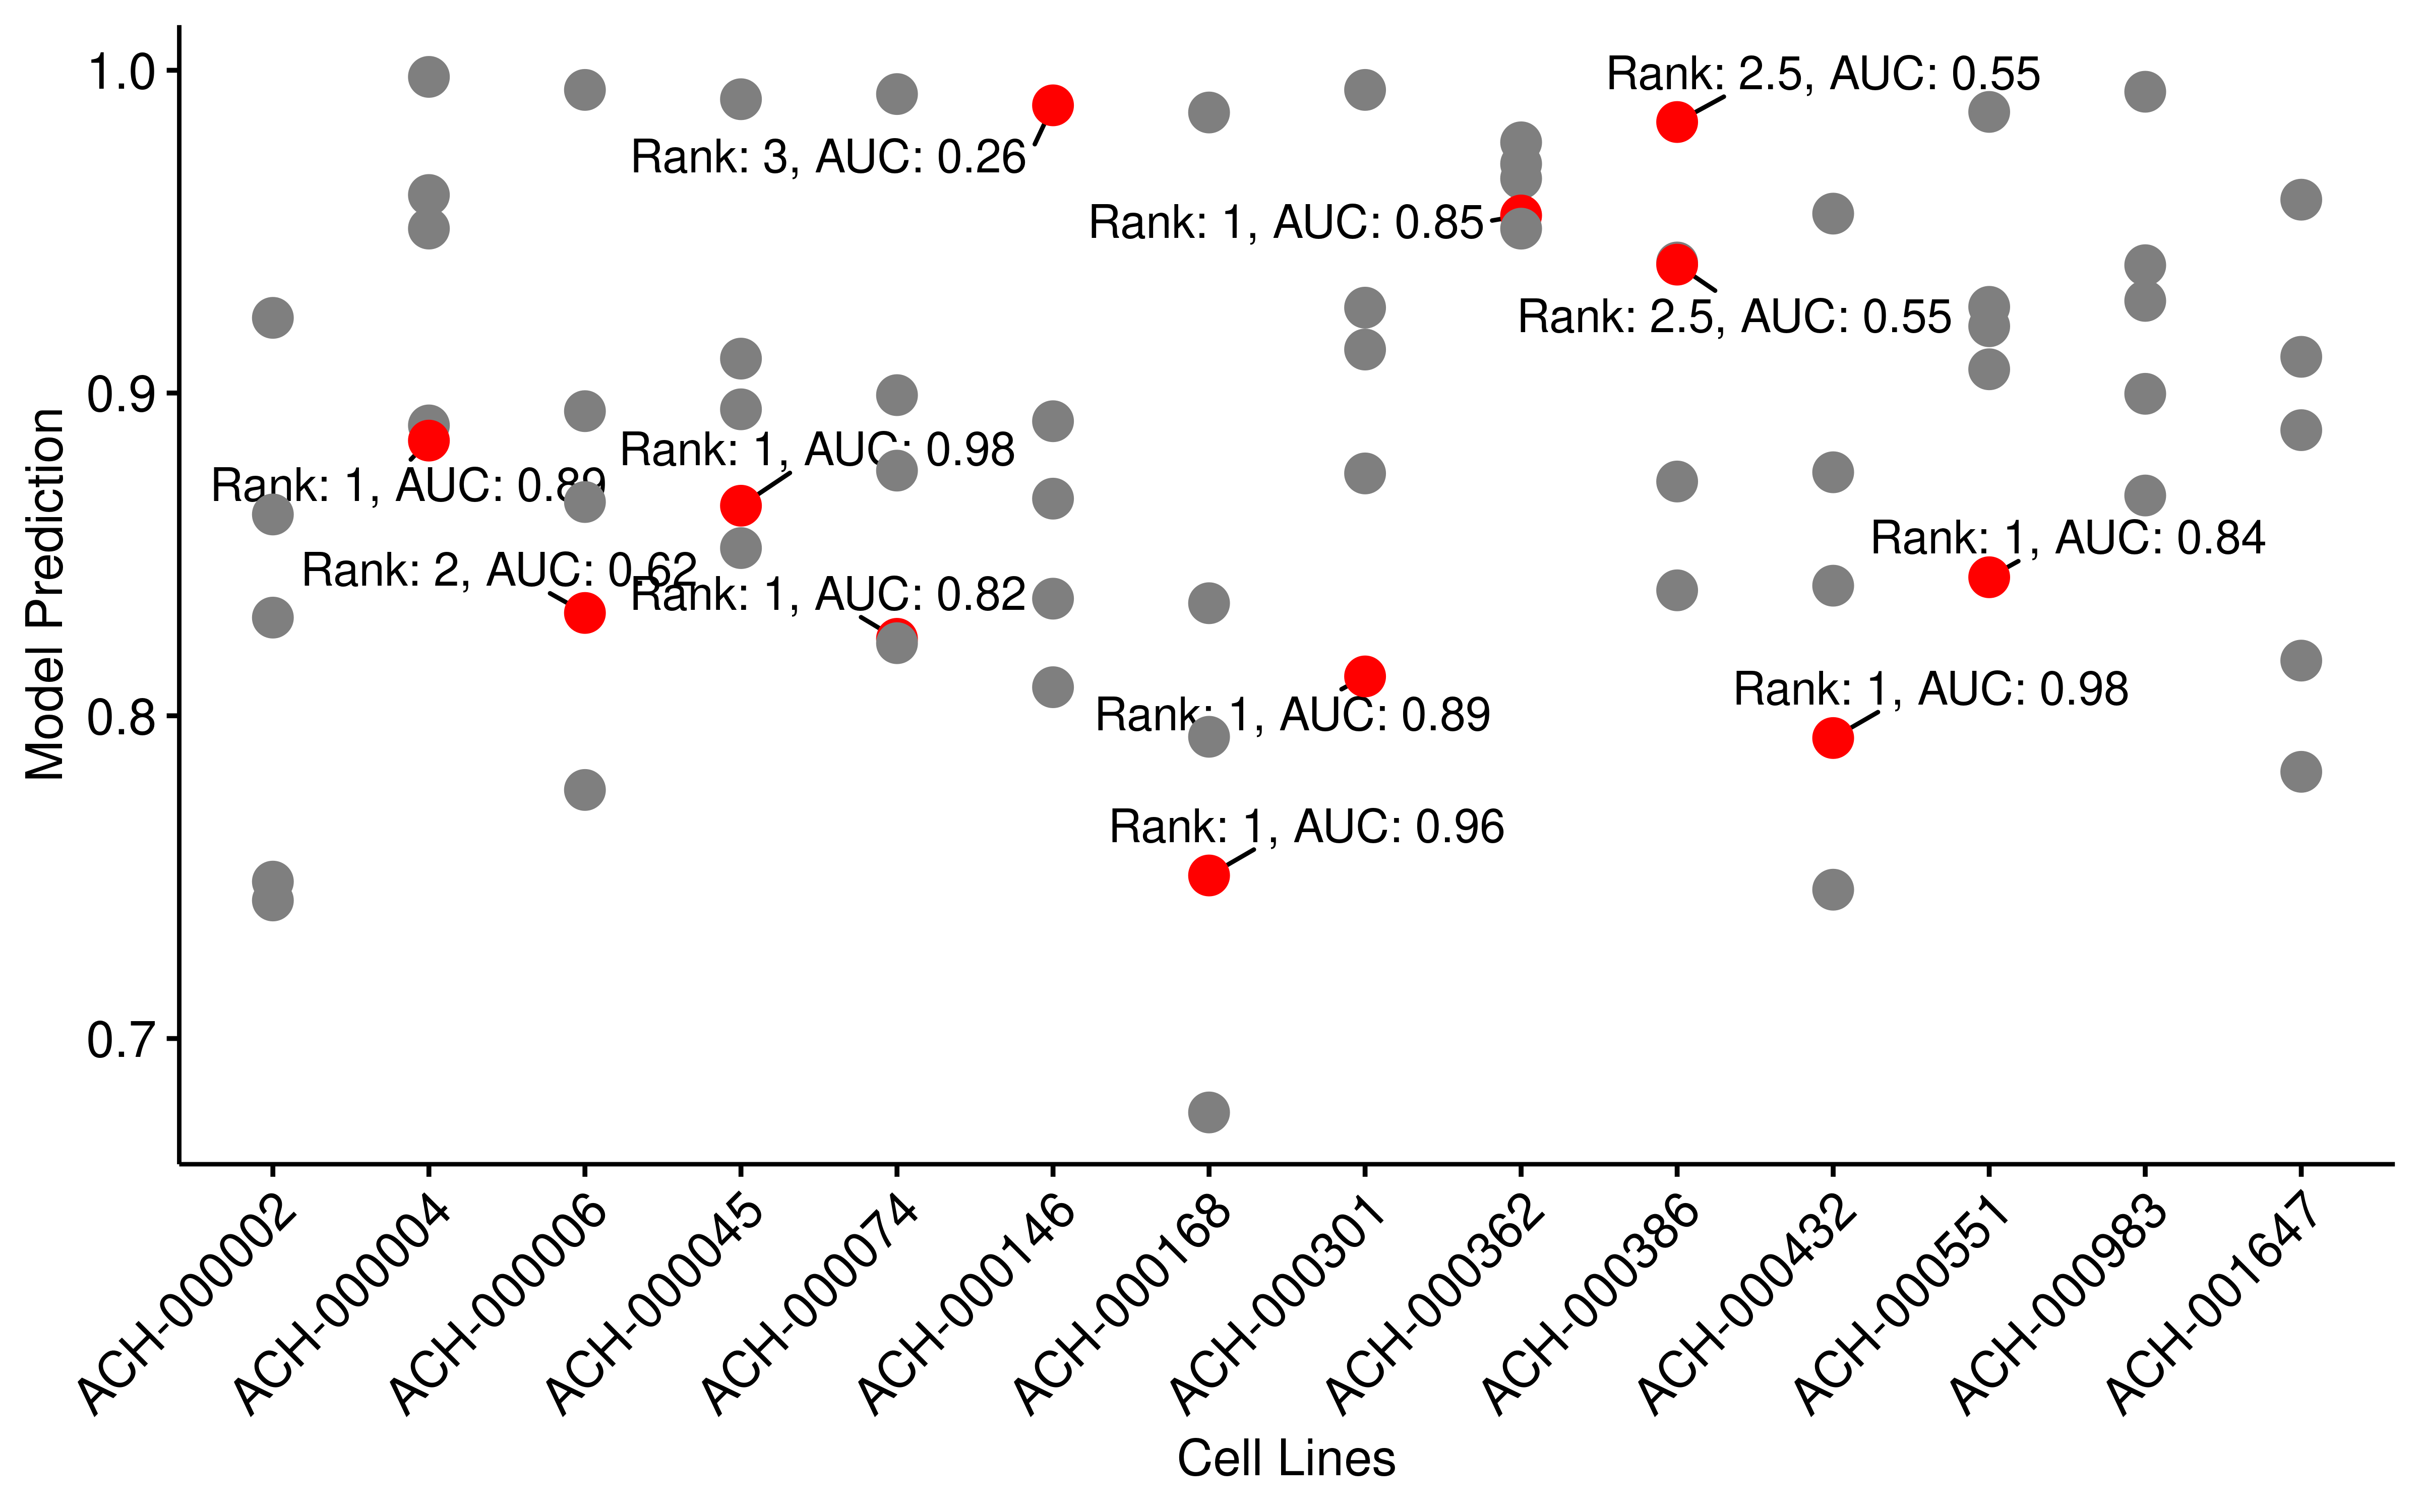 1.0
0.9
0.8
0.7
Model Prediction
Rank: 2.5, AUC: 0.55
Rank: 3, AUC: 0.26
Rank: 1, AUC: 0.85
Rank: 2.5, AUC: 0.55
Rank: 1, AUC: 0.98
Rank: 1, AUC: 0.89
Rank: 1, AUC: 0.84
Rank: 2, AUC: 0.62
Rank: 1, AUC: 0.82
Rank: 1, AUC: 0.98
Rank: 1, AUC: 0.89
Rank: 1, AUC: 0.96
ACH-000002
ACH-000004
ACH-000006
ACH-000045
ACH-000074
ACH-000146
ACH-000168
ACH-000301
ACH-000362
ACH-000386
ACH-000432
ACH-000551
ACH-000983
ACH-001647
Cell Lines